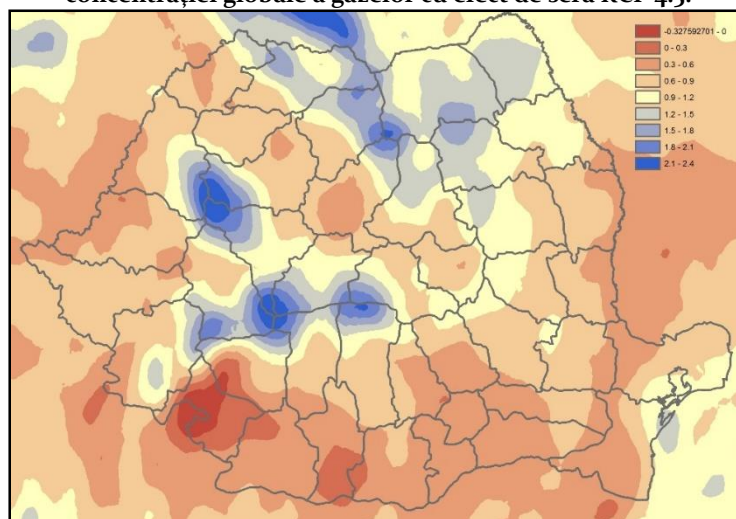 concentrației globale a gazelor cu efect de seră RCP 4.5.
-0.327592701 - 0
0 - 0.3
0.3 - 0.6
0.6 - 0.9
0.9 - 1.2
1.2 - 1.5
1.5 - 1.8
1.8 - 2.1
2.1 - 2.4